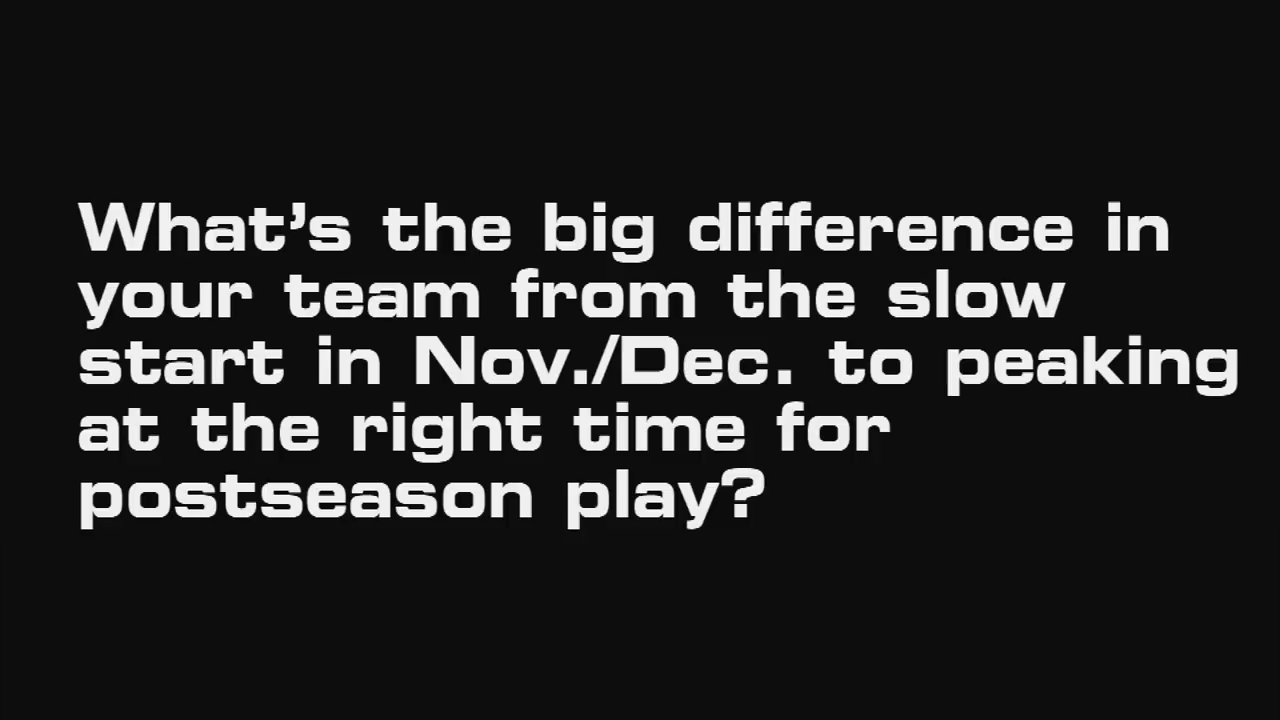 What’s the big difference in
your team from the slow
start in Nov./Dec. to peaking
at the right time for
postseason play?